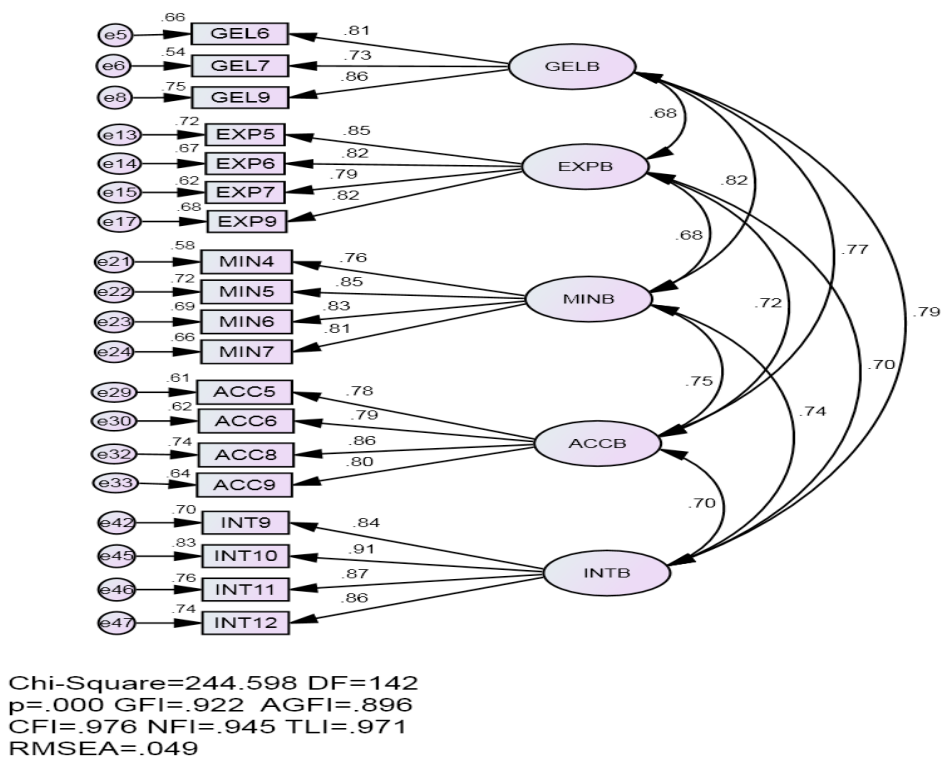 .66
e5 GEL6 .81
.54
e6 GEL7 .73
.75
e8 GEL9 .86
GELB
.72
e13 EXP5 .85
.67
e14 EXP6 .82
.62
e15 EXP7 .79
.68
e17 EXP9 .82
EXPB
.58
e21 MIN4 .76
.72
e22 MIN5 .85
.69
e23 MIN6 .83
.66
e24 MIN7 .81
MINB
.61
e29 ACC5 .78
.62
e30 ACC6 .79
.74
e32 ACC8 .86
.64
e33 ACC9 .80
ACCB
.70
e42 INT9 .84
.83
e45 INT10 .91
.76
e46 INT11 .87
.74
e47 INT12 .86
INTB
.68
.82
.68
.77
.72
.79
.70
.75
.74
.70
Chi-Square=244.598 DF=142
p=.000 GFI=.922 AGFI=.896
CFI=.976 NFI=.945 TLI=.971
RMSEA=.049